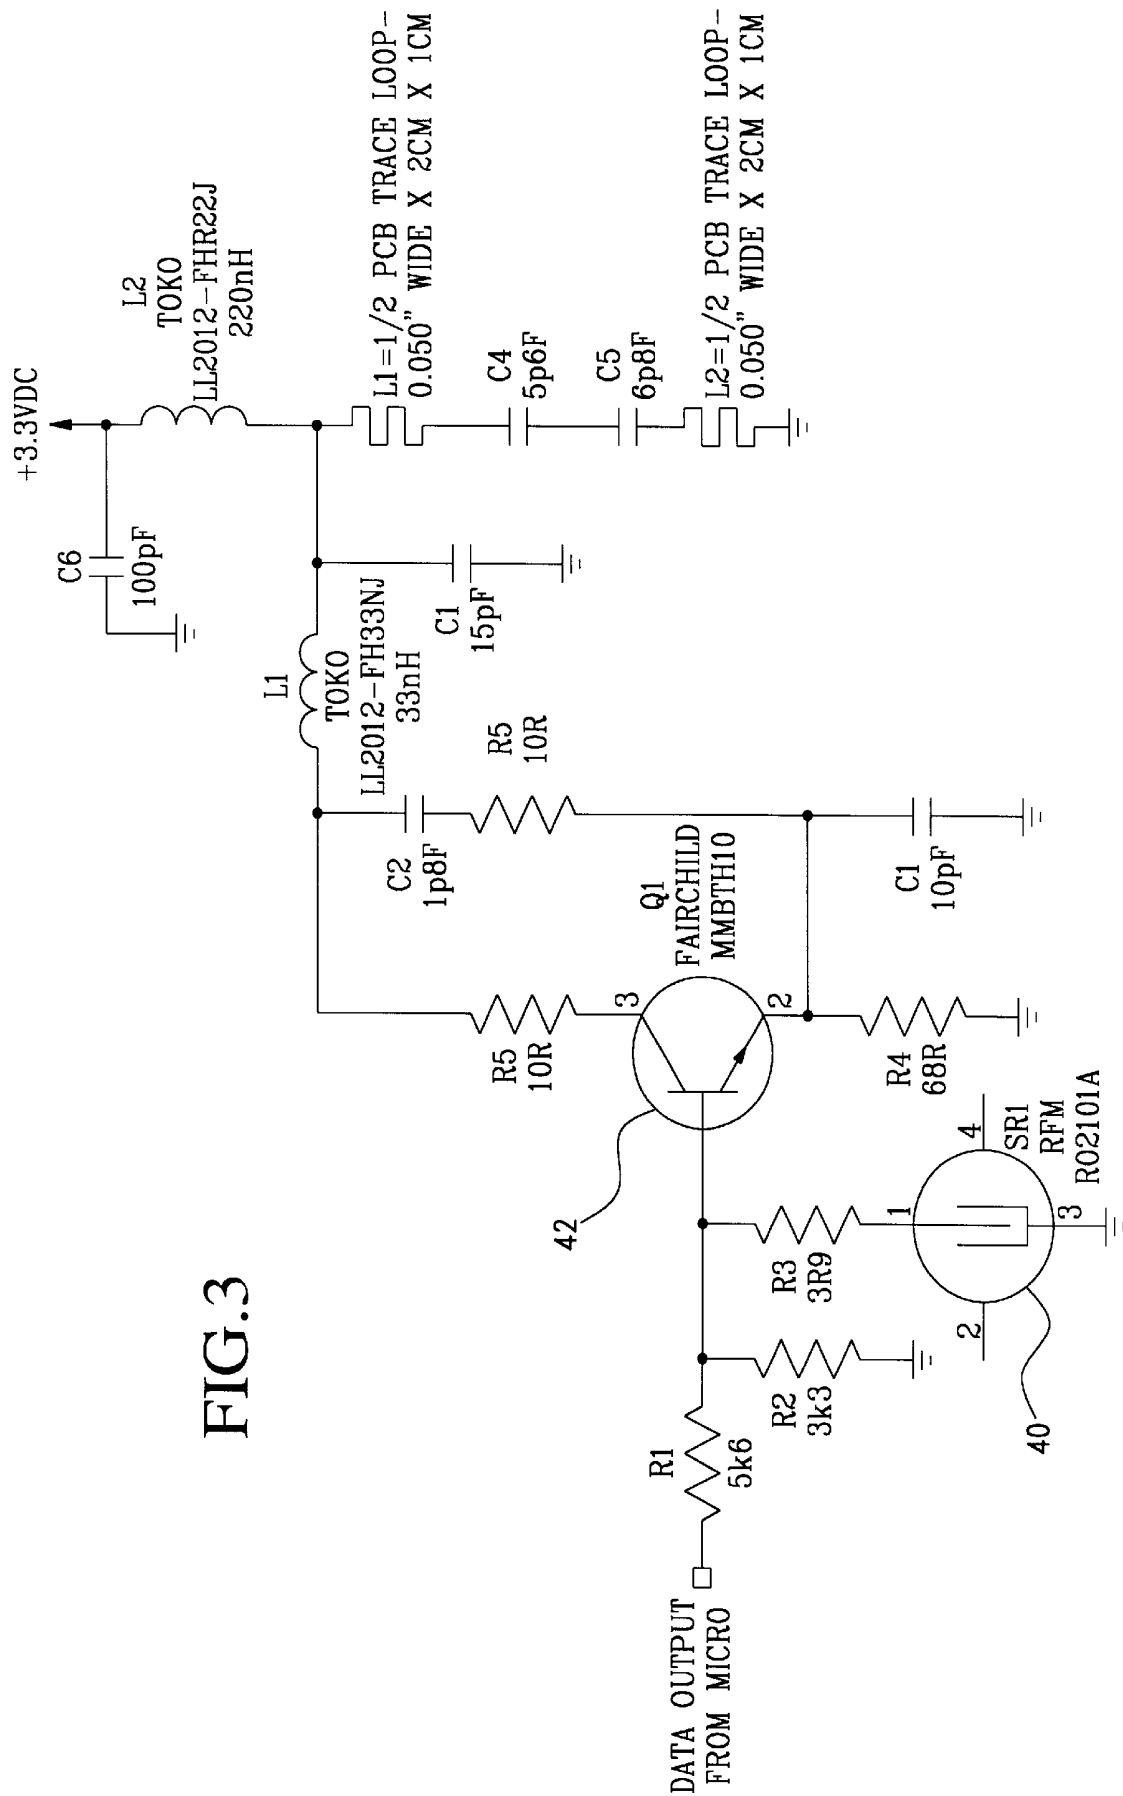 FIG.3
+3.3VDC
C6
100pF
L2
TOKO
LL2012-FHR22J
220nH
L1
TOKO
LL2012-FH33NJ
33nH
C1
15pF
L1=1/2 PCB TRACE LOOP-
0.050" WIDE X 2CM X 1CM
C4
5p6F
C5
6p8F
L2=1/2 PCB TRACE LOOP-
0.050" WIDE X 2CM X 1CM
C2
1p8F
R5
10R
R5
10R
42
3
Q1
FAIRCHILD
MMBTH10
2
C1
10pF
R4
68R
DATA OUTPUT
FROM MICRO
R1
5k6
R2
3k3
R3
3R9
1
2
4
3
SR1
RFM
RO2101A
40